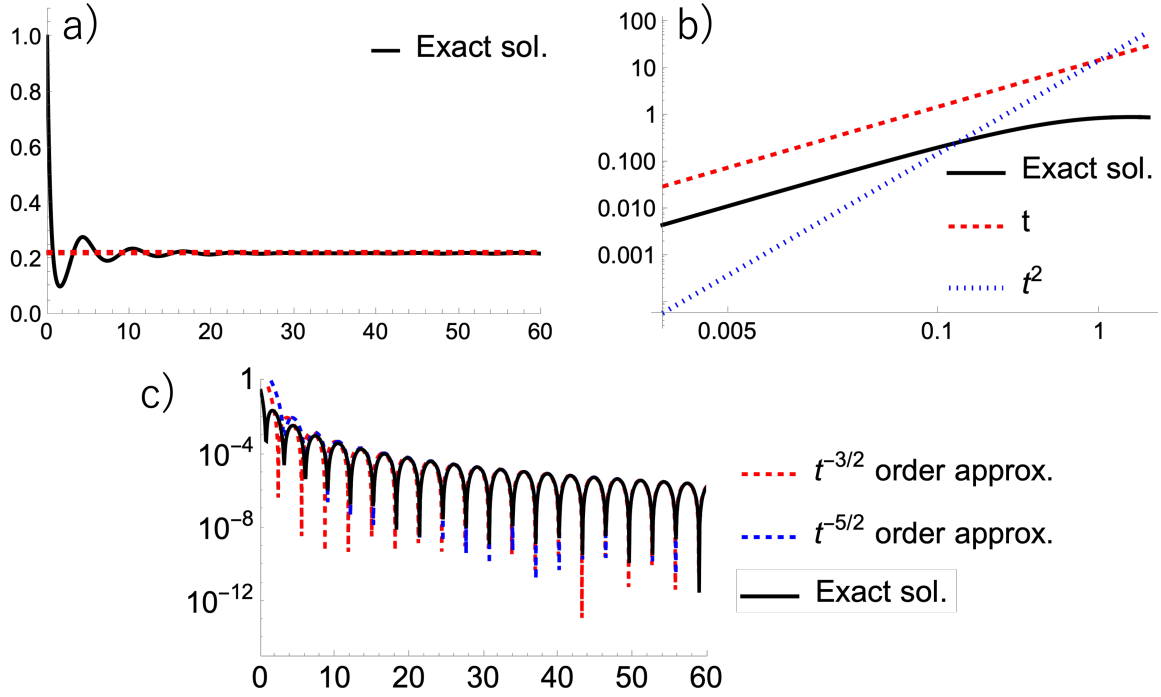 a)
1.0
0.8
0.6
0.4
0.2
0.0
0 10 20 30 40 50 60
Exact sol.
b)
100
10
1
0.100
0.010
0.001
0.005 0.1 1
Exact sol.
t
t²
c)
1
10⁻⁴
10⁻⁸
10⁻¹²
0 10 20 30 40 50 60
t⁻³/² order approx.
t⁻⁵/² order approx.
Exact sol.